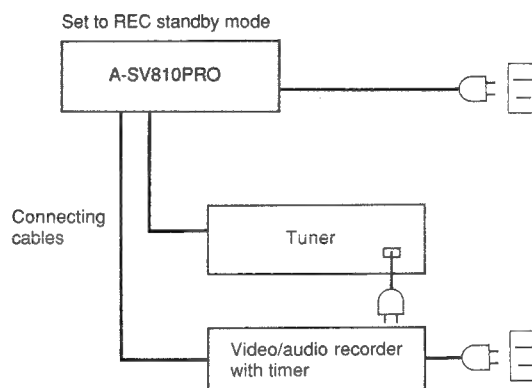 Set to REC standby mode
A-SV810PRO
Connecting
cables
Tuner
Video/audio recorder
with timer